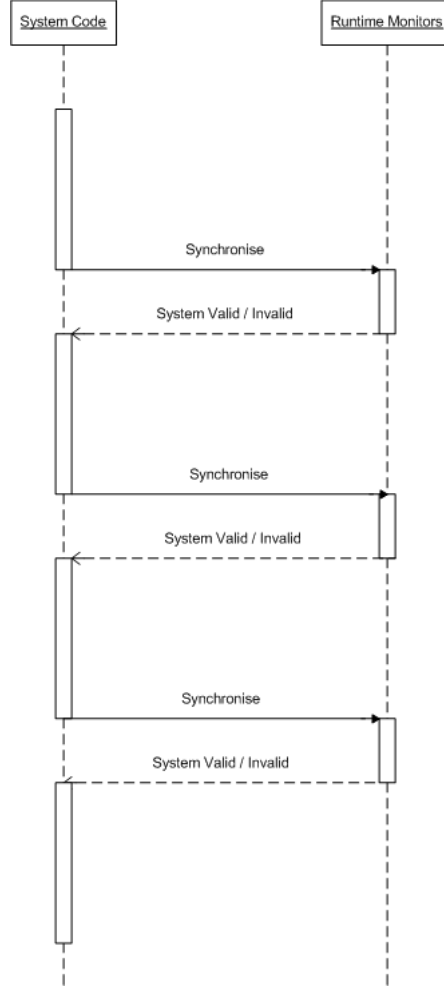 System Code
Runtime Monitors
Synchronise
System Valid / Invalid
Synchronise
System Valid / Invalid
Synchronise
System Valid / Invalid